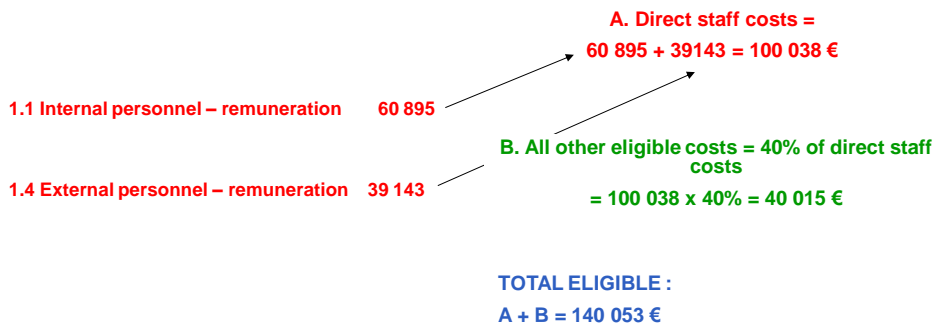 A. Direct staff costs =
60 895 + 39143 = 100 038 €
1.1 Internal personnel – remuneration 60 895
B. All other eligible costs = 40% of direct staff
costs
1.4 External personnel – remuneration 39 143
= 100 038 x 40% = 40 015 €
TOTAL ELIGIBLE :
A + B = 140 053 €